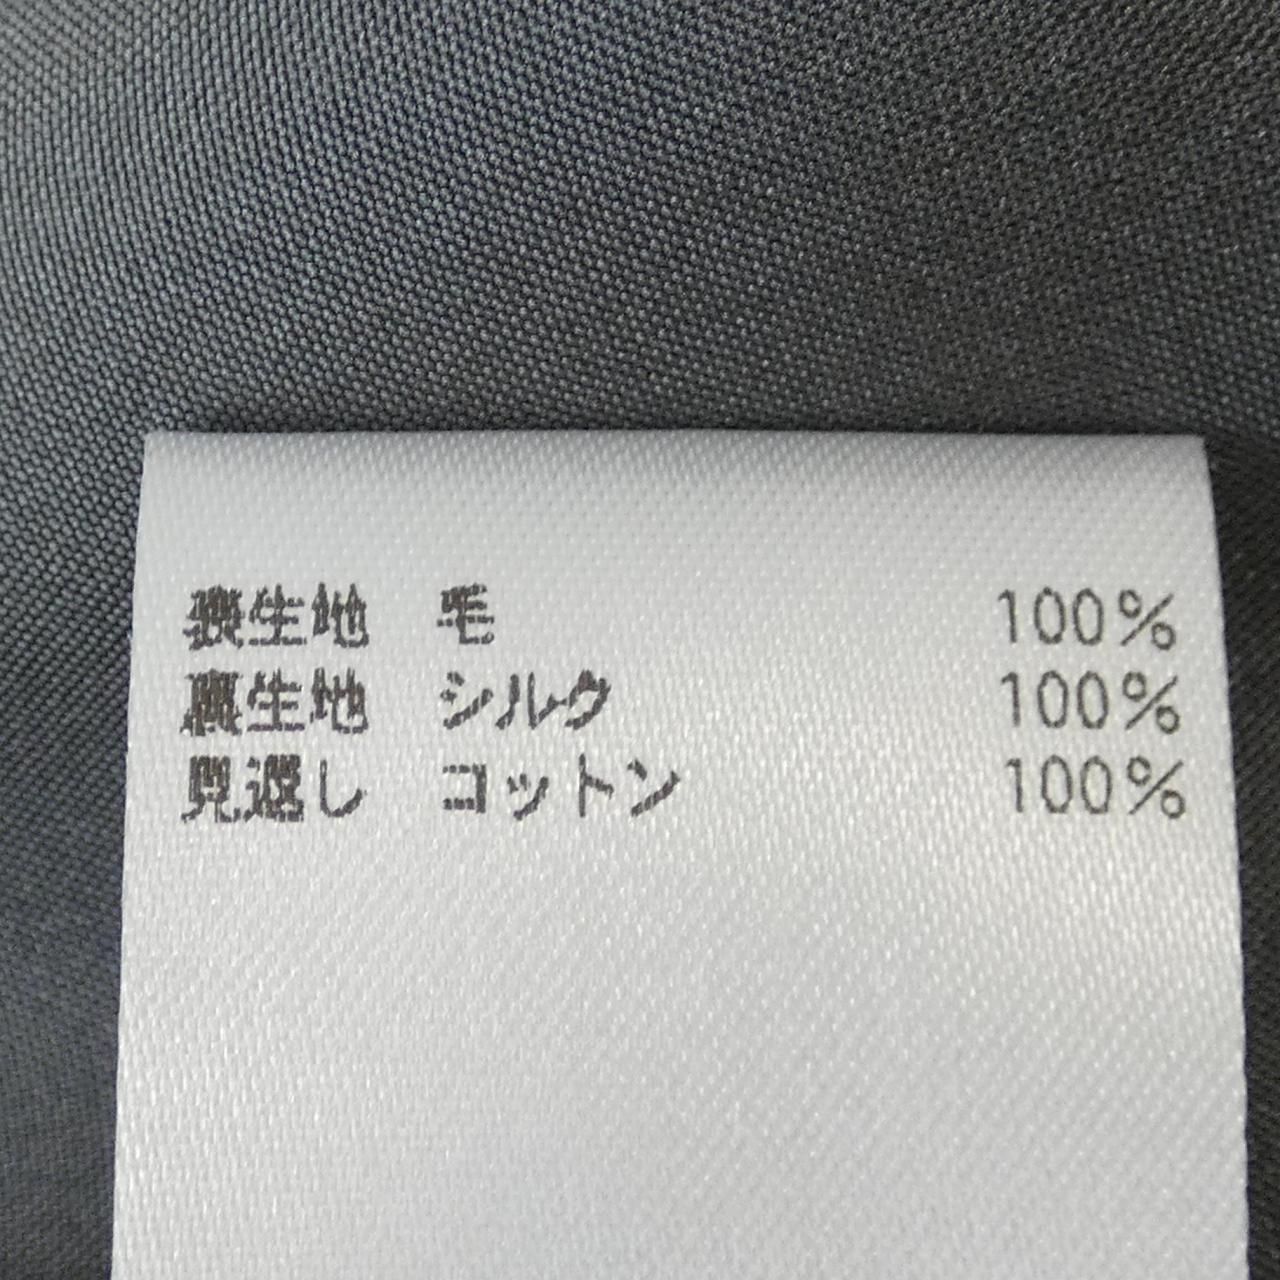 表生地 毛 100%
裏生地 シルク 100%
見返し コットン 100%